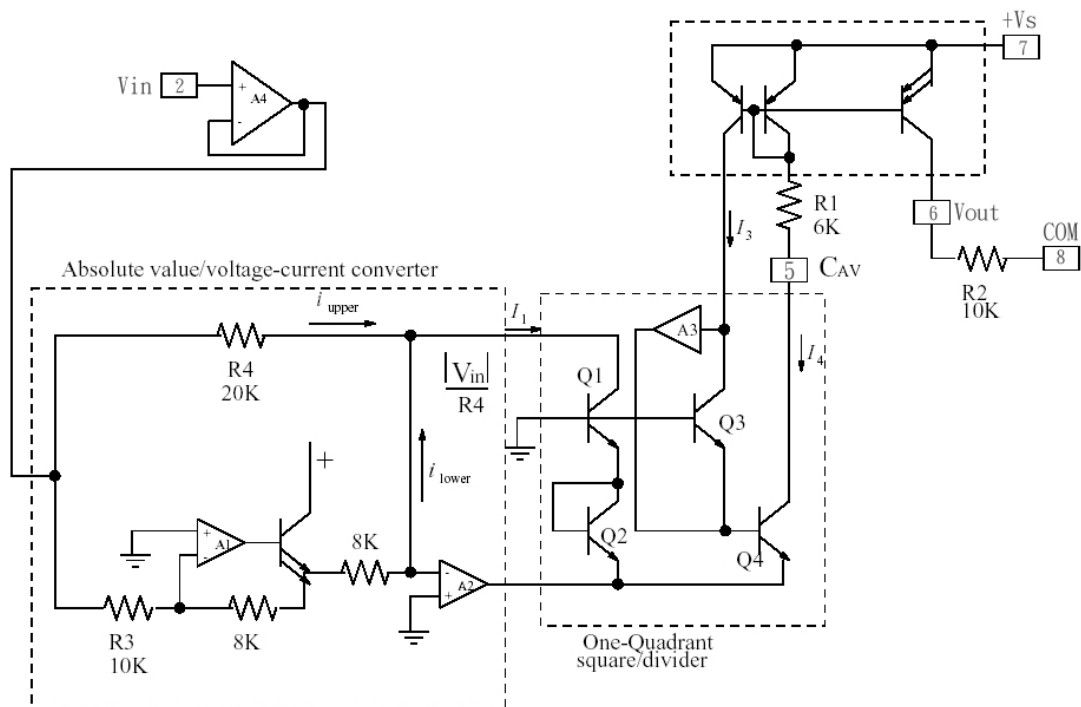 +Vs
7
Vin
2
+
A4
-
R1
6K
6
Vout
COM
8
I3
5
CAV
R2
10K
Absolute value/voltage-current converter
i upper
I1
A3
I4
R4
20K
|Vin|
R4
Q1
Q3
+
i lower
Q2
Q4
+
A1
-
8K
-
A2
+
R3
10K
8K
One-Quadrant
square/divider